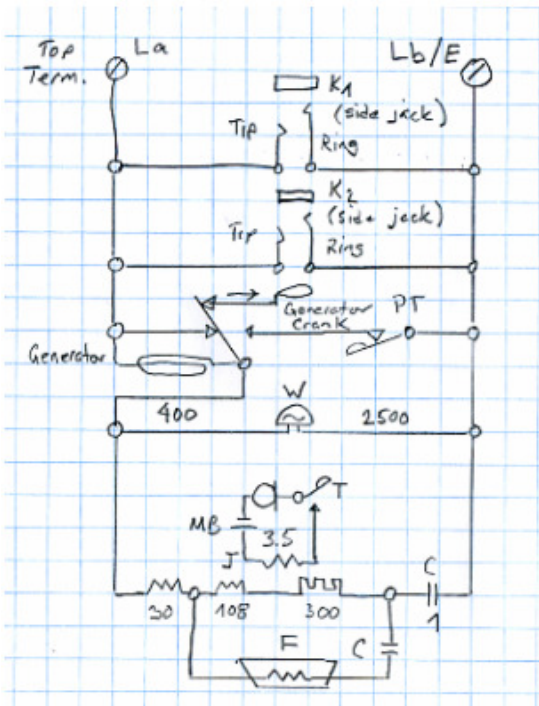 Top
Term.
La
Lb/E
K1
(side jack)
Tip
Ring
K2
(side jack)
Tip
Ring
Generator
Crank
PT
Generator
400
W
2500
T
MB
3.5
J
C
30
108
300
1
F
C